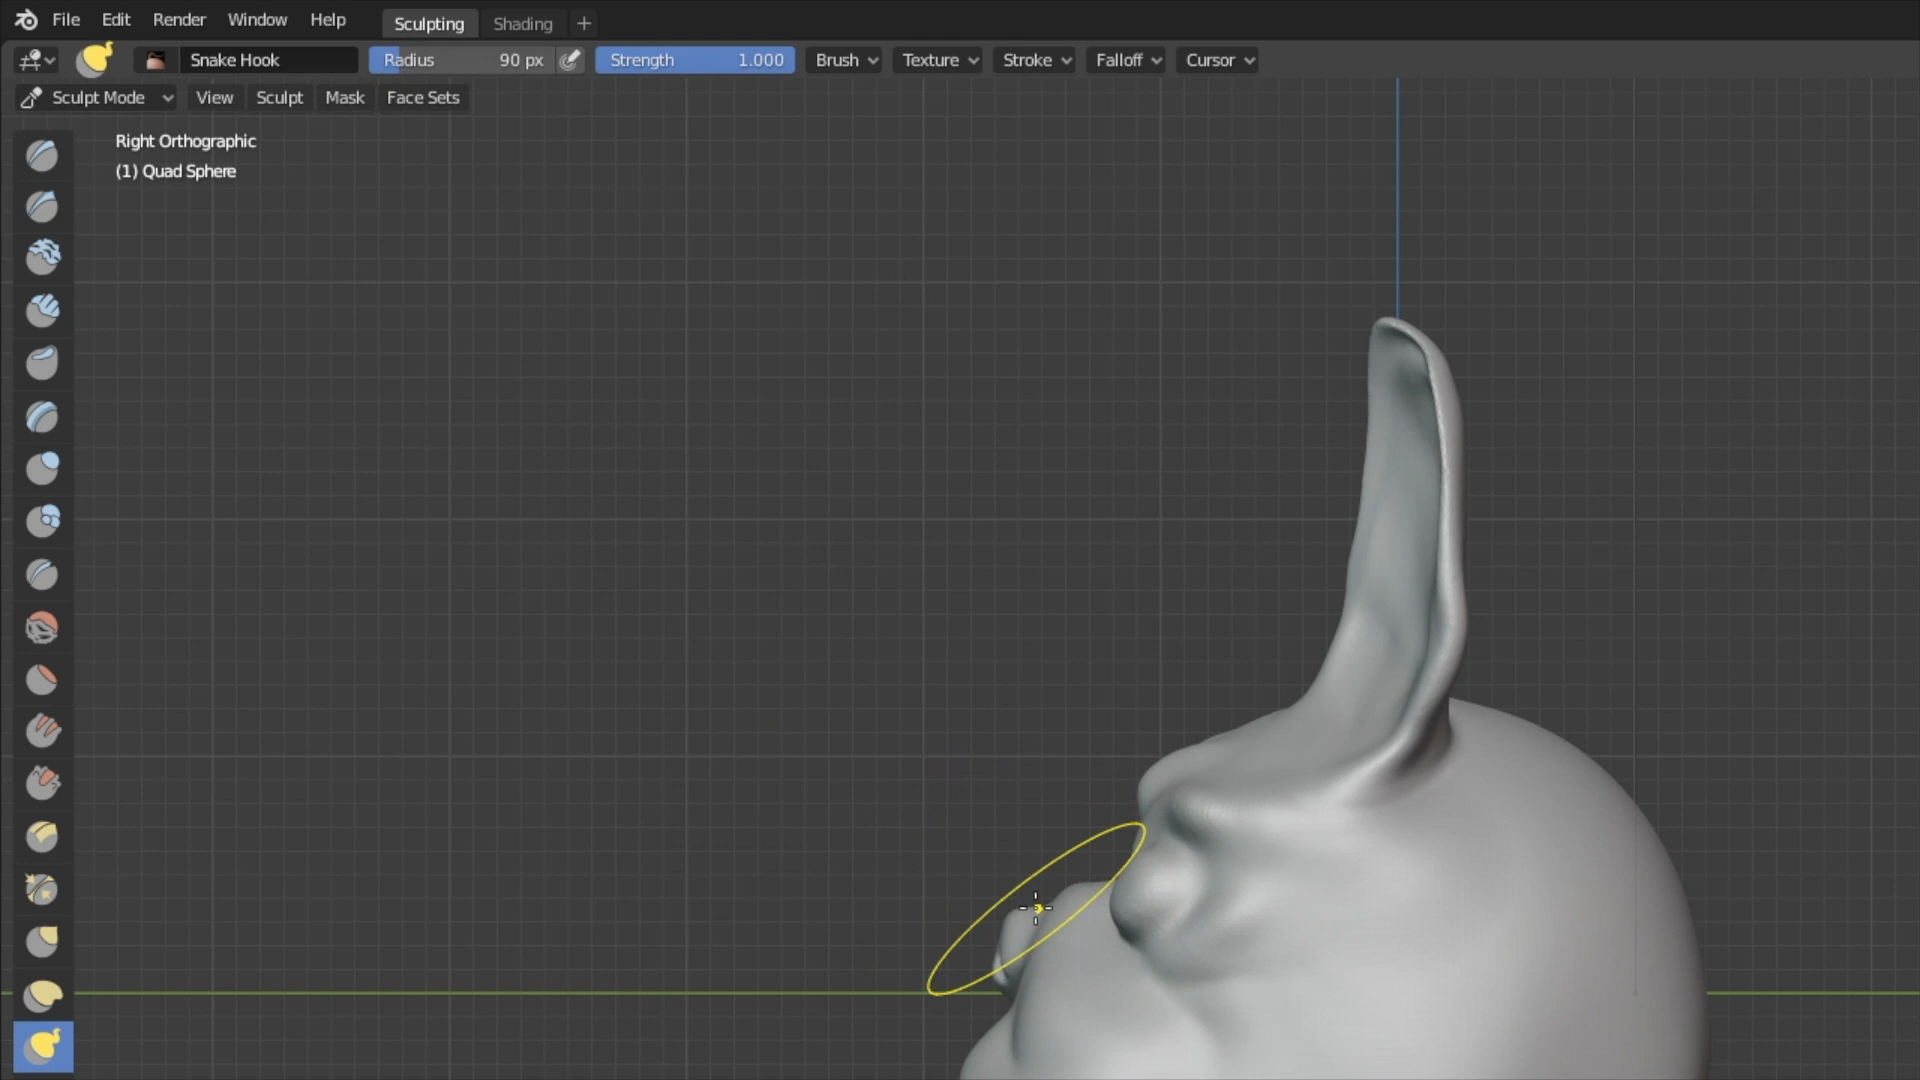 File Edit Render Window Help Sculpting Shading +
Snake Hook Radius 90 px Strength 1.000 Brush Texture Stroke Falloff Cursor
Sculpt Mode View Sculpt Mask Face Sets
Right Orthographic
(1) Quad Sphere